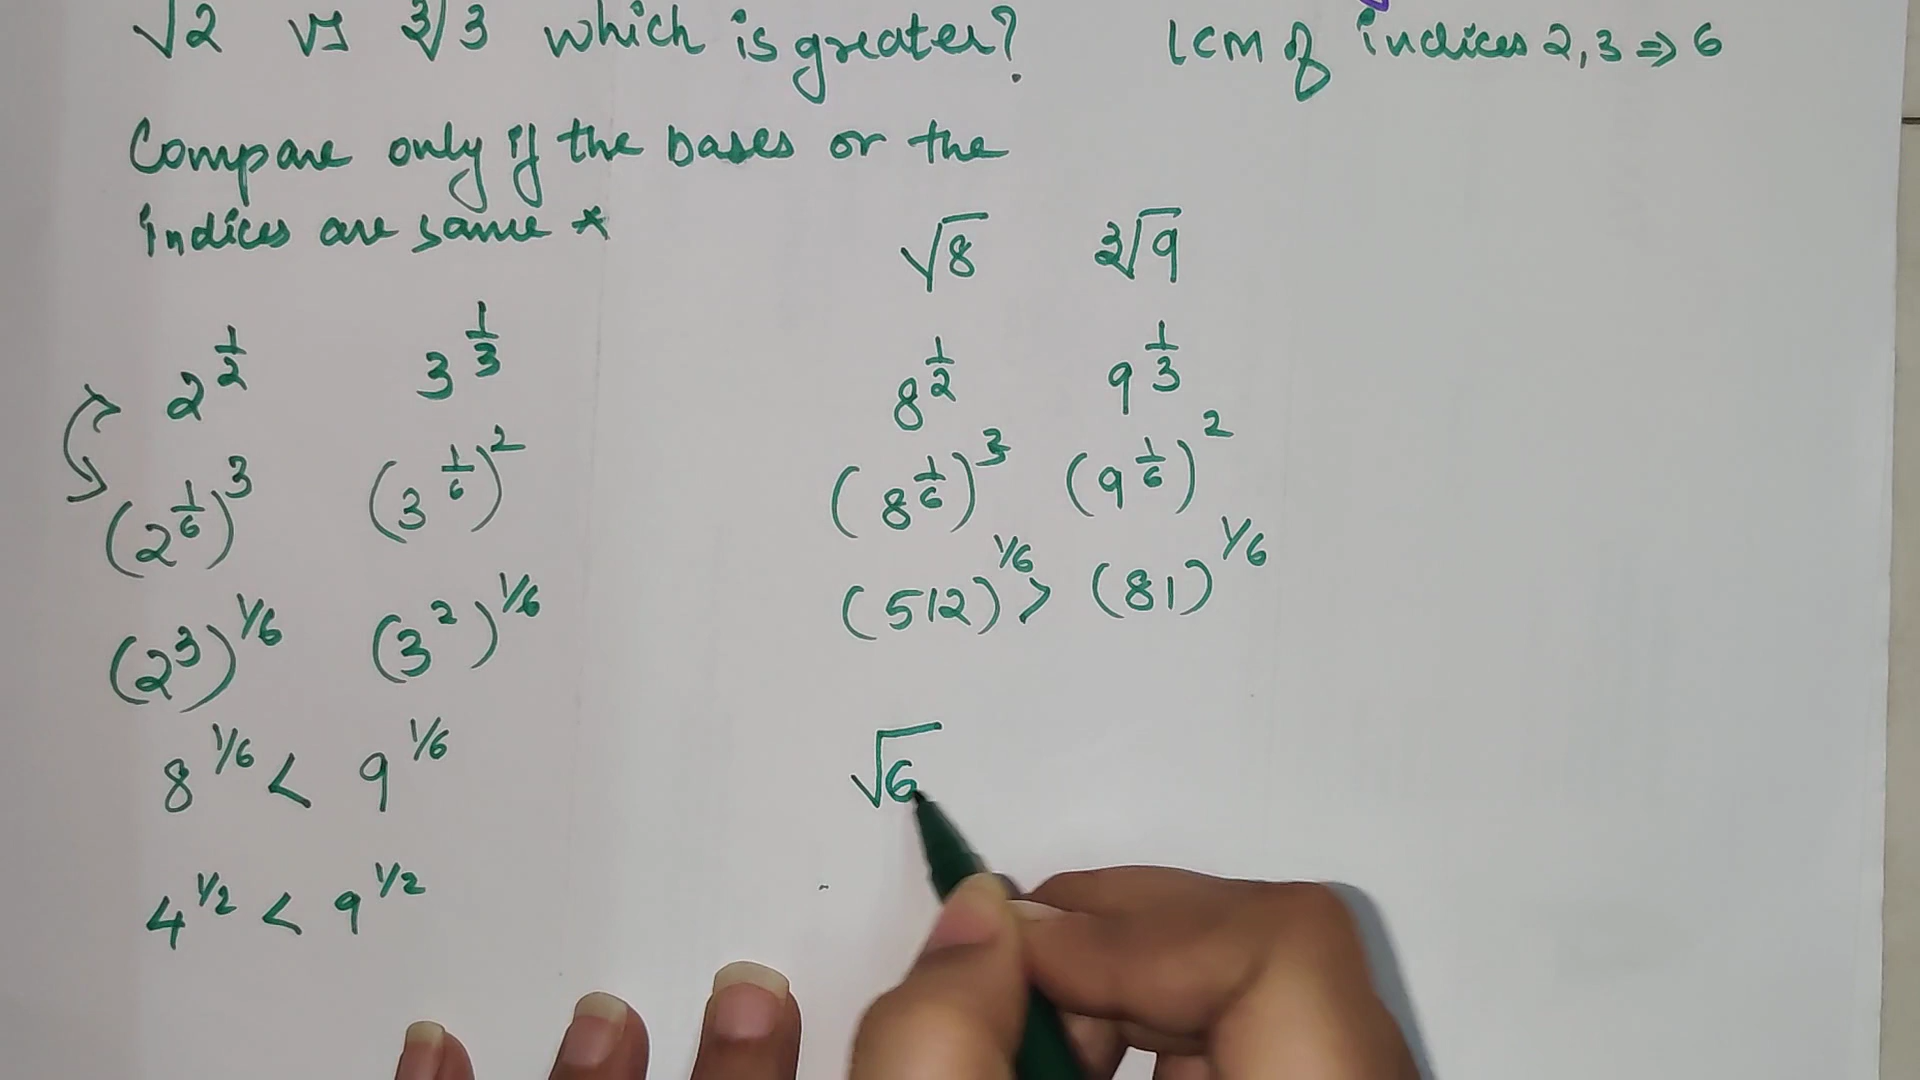 √2 vs ∛3 which is greater?
LCM of indices 2,3 ⇒ 6
Compare only if the bases or the
indices are same *
2^(1/2) 3^(1/3)
(2^(1/6))^3 (3^(1/6))^2
(2^3)^(1/6) (3^2)^(1/6)
8^(1/6) < 9^(1/6)
4^(1/2) < 9^(1/2)
√8 ∛9
8^(1/2) 9^(1/3)
(8^(1/6))^3 (9^(1/6))^2
(512)^(1/6) > (81)^(1/6)
√6